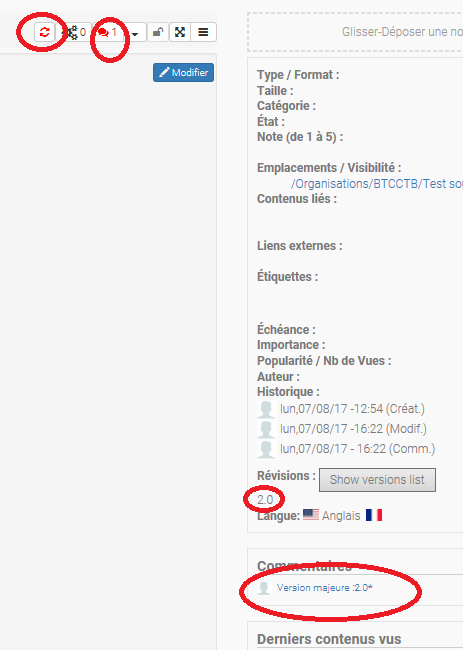 0 1
Modifier
Glisser-Déposer une no
Type / Format :
Taille :
Catégorie :
État :
Note (de 1 à 5) :
Emplacements / Visibilité :
/Organisations/BTCCTB/Test sou
Contenus liés :
Liens externes :
Étiquettes :
Échéance :
Importance :
Popularité / Nb de Vues :
Auteur :
Historique :
lun,07/08/17 -12:54 (Créat.)
lun,07/08/17 -16:22 (Modif.)
lun,07/08/17 - 16:22 (Comm.)
Révisions : Show versions list
2.0
Langue: Anglais
Commentaires
Version majeure :2.0*
Derniers contenus vus